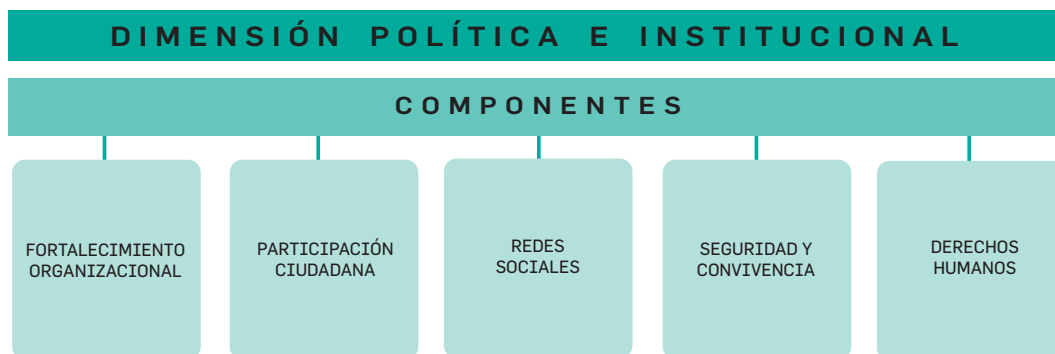 DIMENSIÓN POLÍTICA E INSTITUCIONAL
COMPONENTES
FORTALECIMIENTO
ORGANIZACIONAL
PARTICIPACIÓN
CIUDADANA
REDES
SOCIALES
SEGURIDAD Y
CONVIVENCIA
DERECHOS
HUMANOS